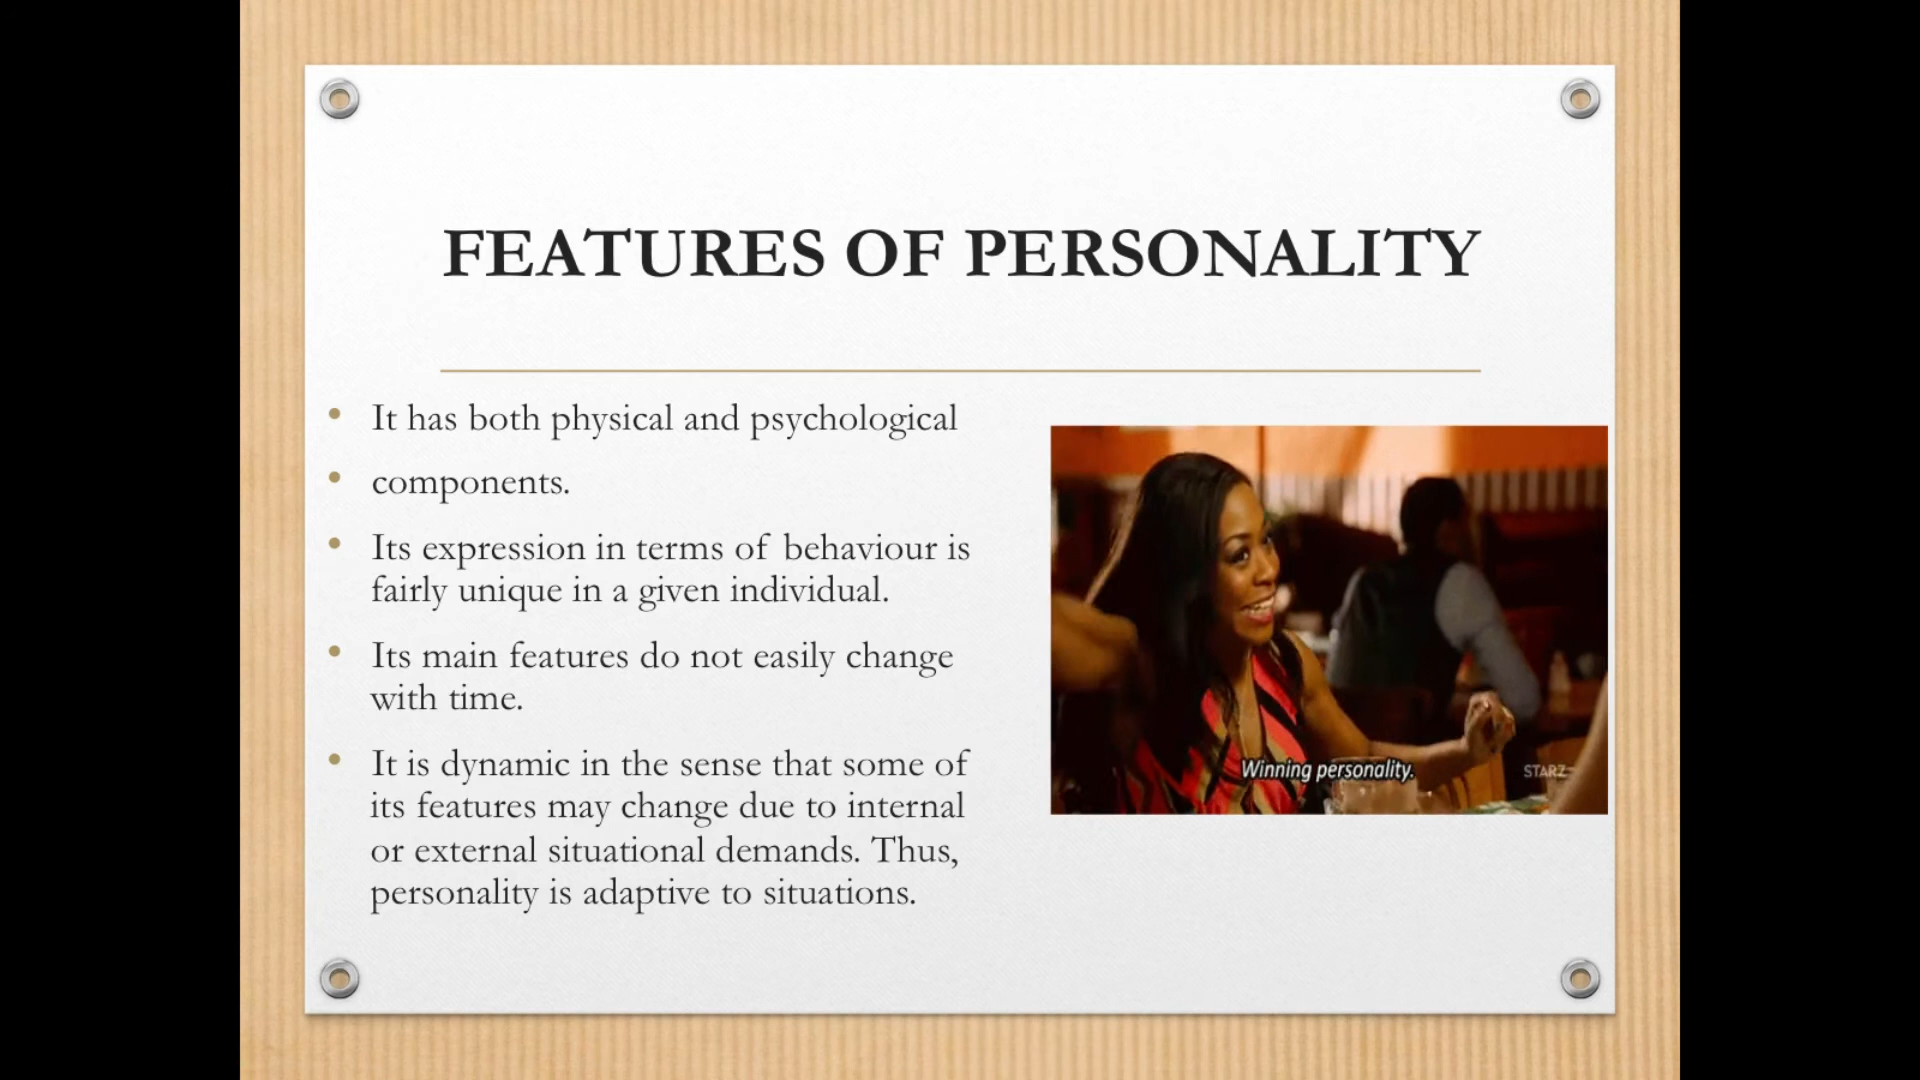 FEATURES OF PERSONALITY
• It has both physical and psychological
• components.
• Its expression in terms of behaviour is
fairly unique in a given individual.
• Its main features do not easily change
with time.
• It is dynamic in the sense that some of
its features may change due to internal
or external situational demands. Thus,
personality is adaptive to situations.
Winning personality.
STARZ